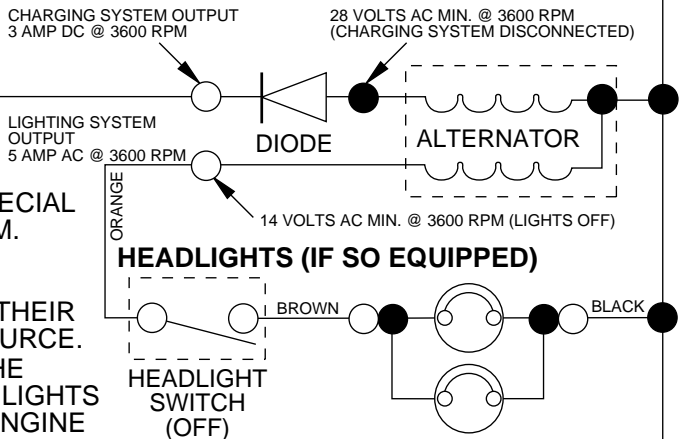 CHARGING SYSTEM OUTPUT
3 AMP DC @ 3600 RPM
28 VOLTS AC MIN. @ 3600 RPM
(CHARGING SYSTEM DISCONNECTED)
DIODE
ALTERNATOR
LIGHTING SYSTEM
OUTPUT
5 AMP AC @ 3600 RPM
ORANGE
14 VOLTS AC MIN. @ 3600 RPM (LIGHTS OFF)
ECIAL
M.
HEADLIGHTS (IF SO EQUIPPED)
THEIR
URCE.
HE
LIGHTS
ENGINE
BROWN
BLACK
HEADLIGHT
SWITCH
(OFF)